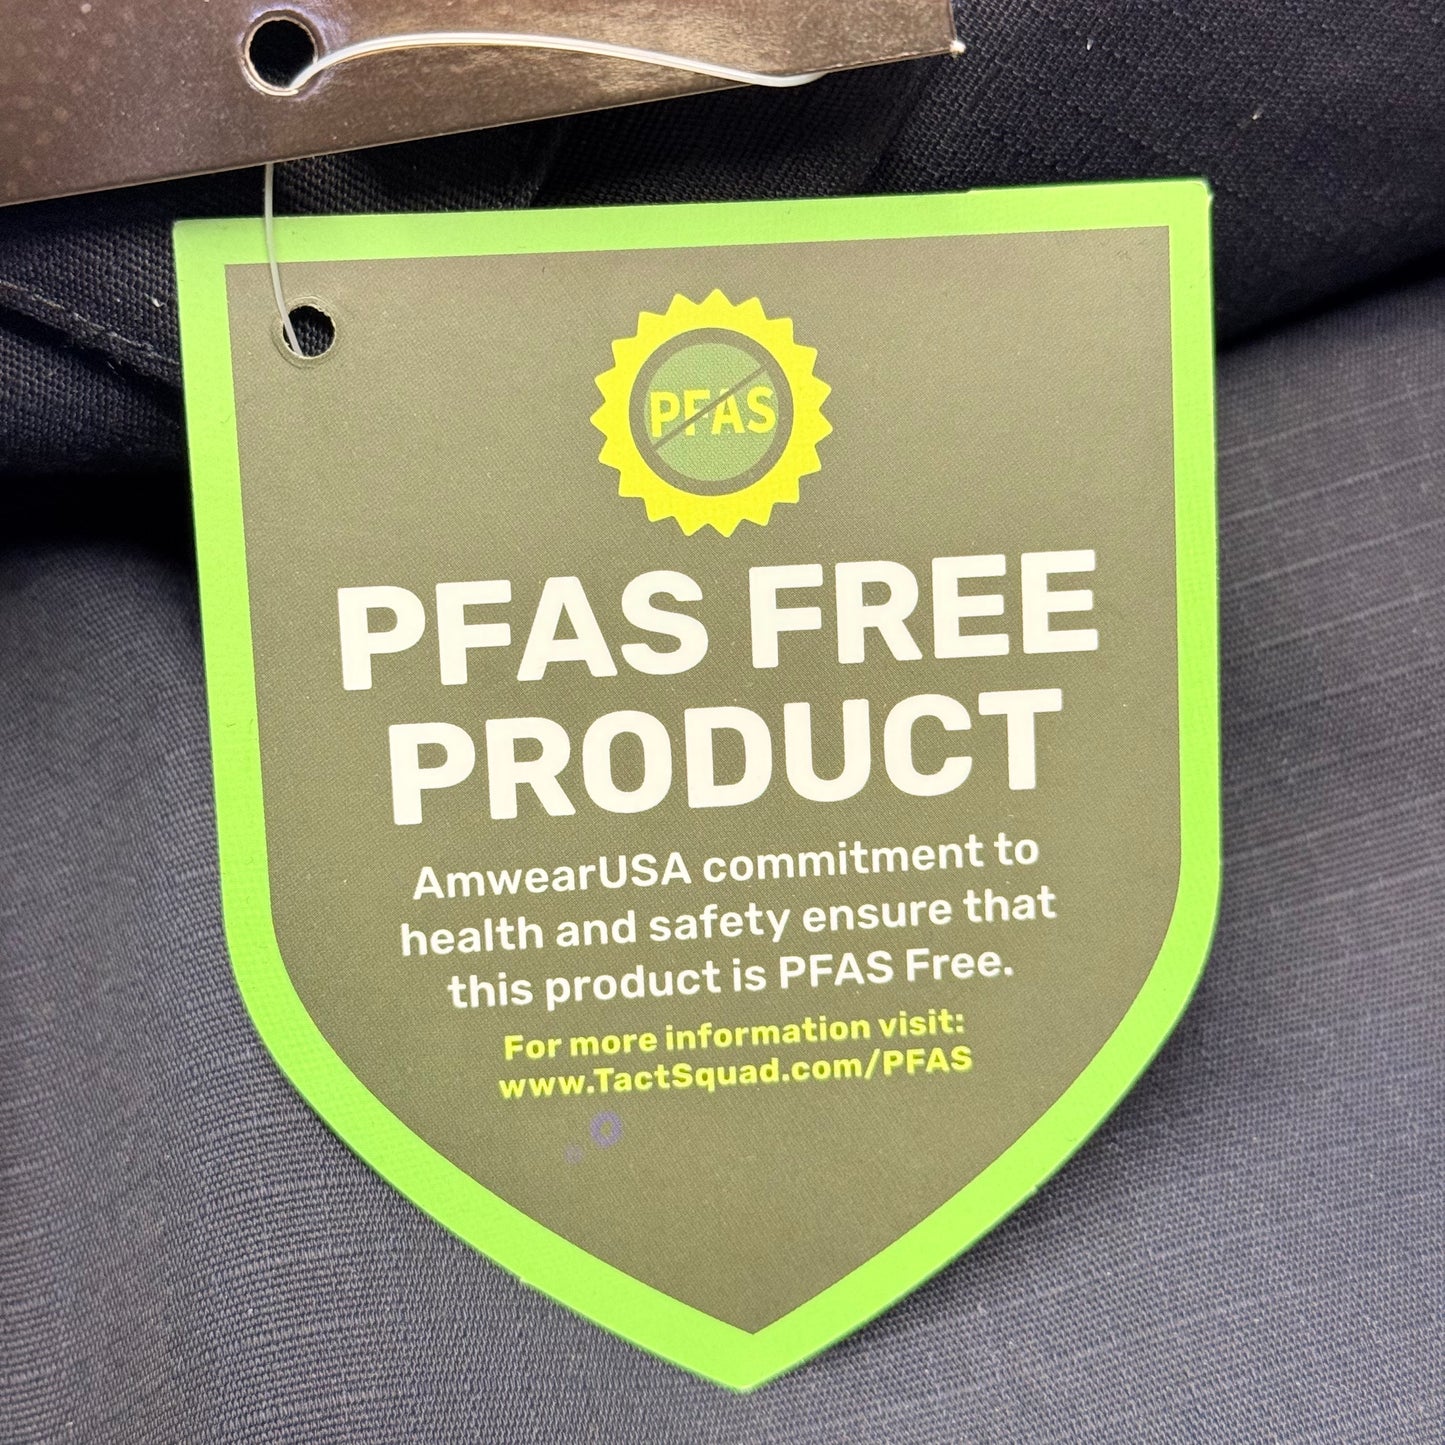 PFAS
PFAS FREE
PRODUCT
AmwearUSA commitment to
health and safety ensure that
this product is PFAS Free.
For more information visit:
www.TactSquad.com/PFAS